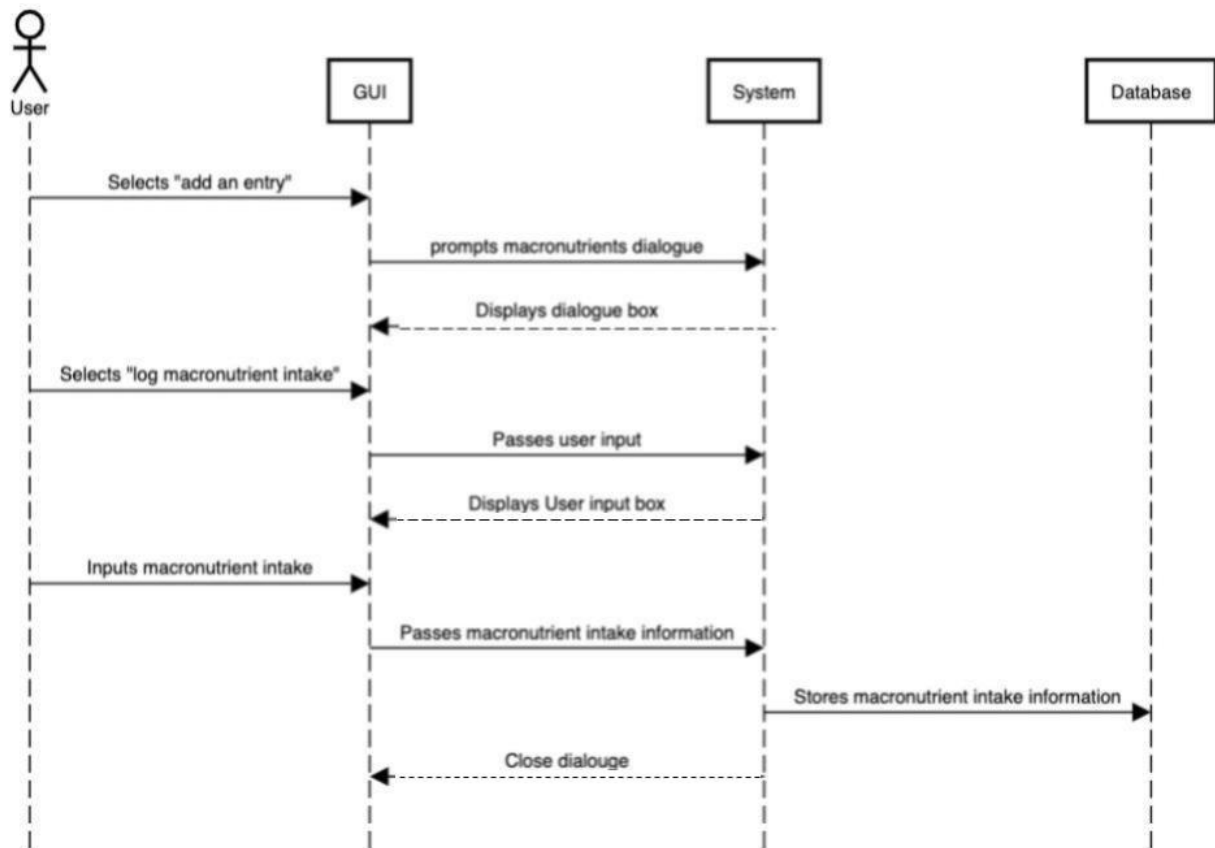 User
GUI
System
Database
Selects "add an entry"
prompts macronutrients dialogue
Displays dialogue box
Selects "log macronutrient intake"
Passes user input
Displays User input box
Inputs macronutrient intake
Passes macronutrient intake information
Stores macronutrient intake information
Close dialouge